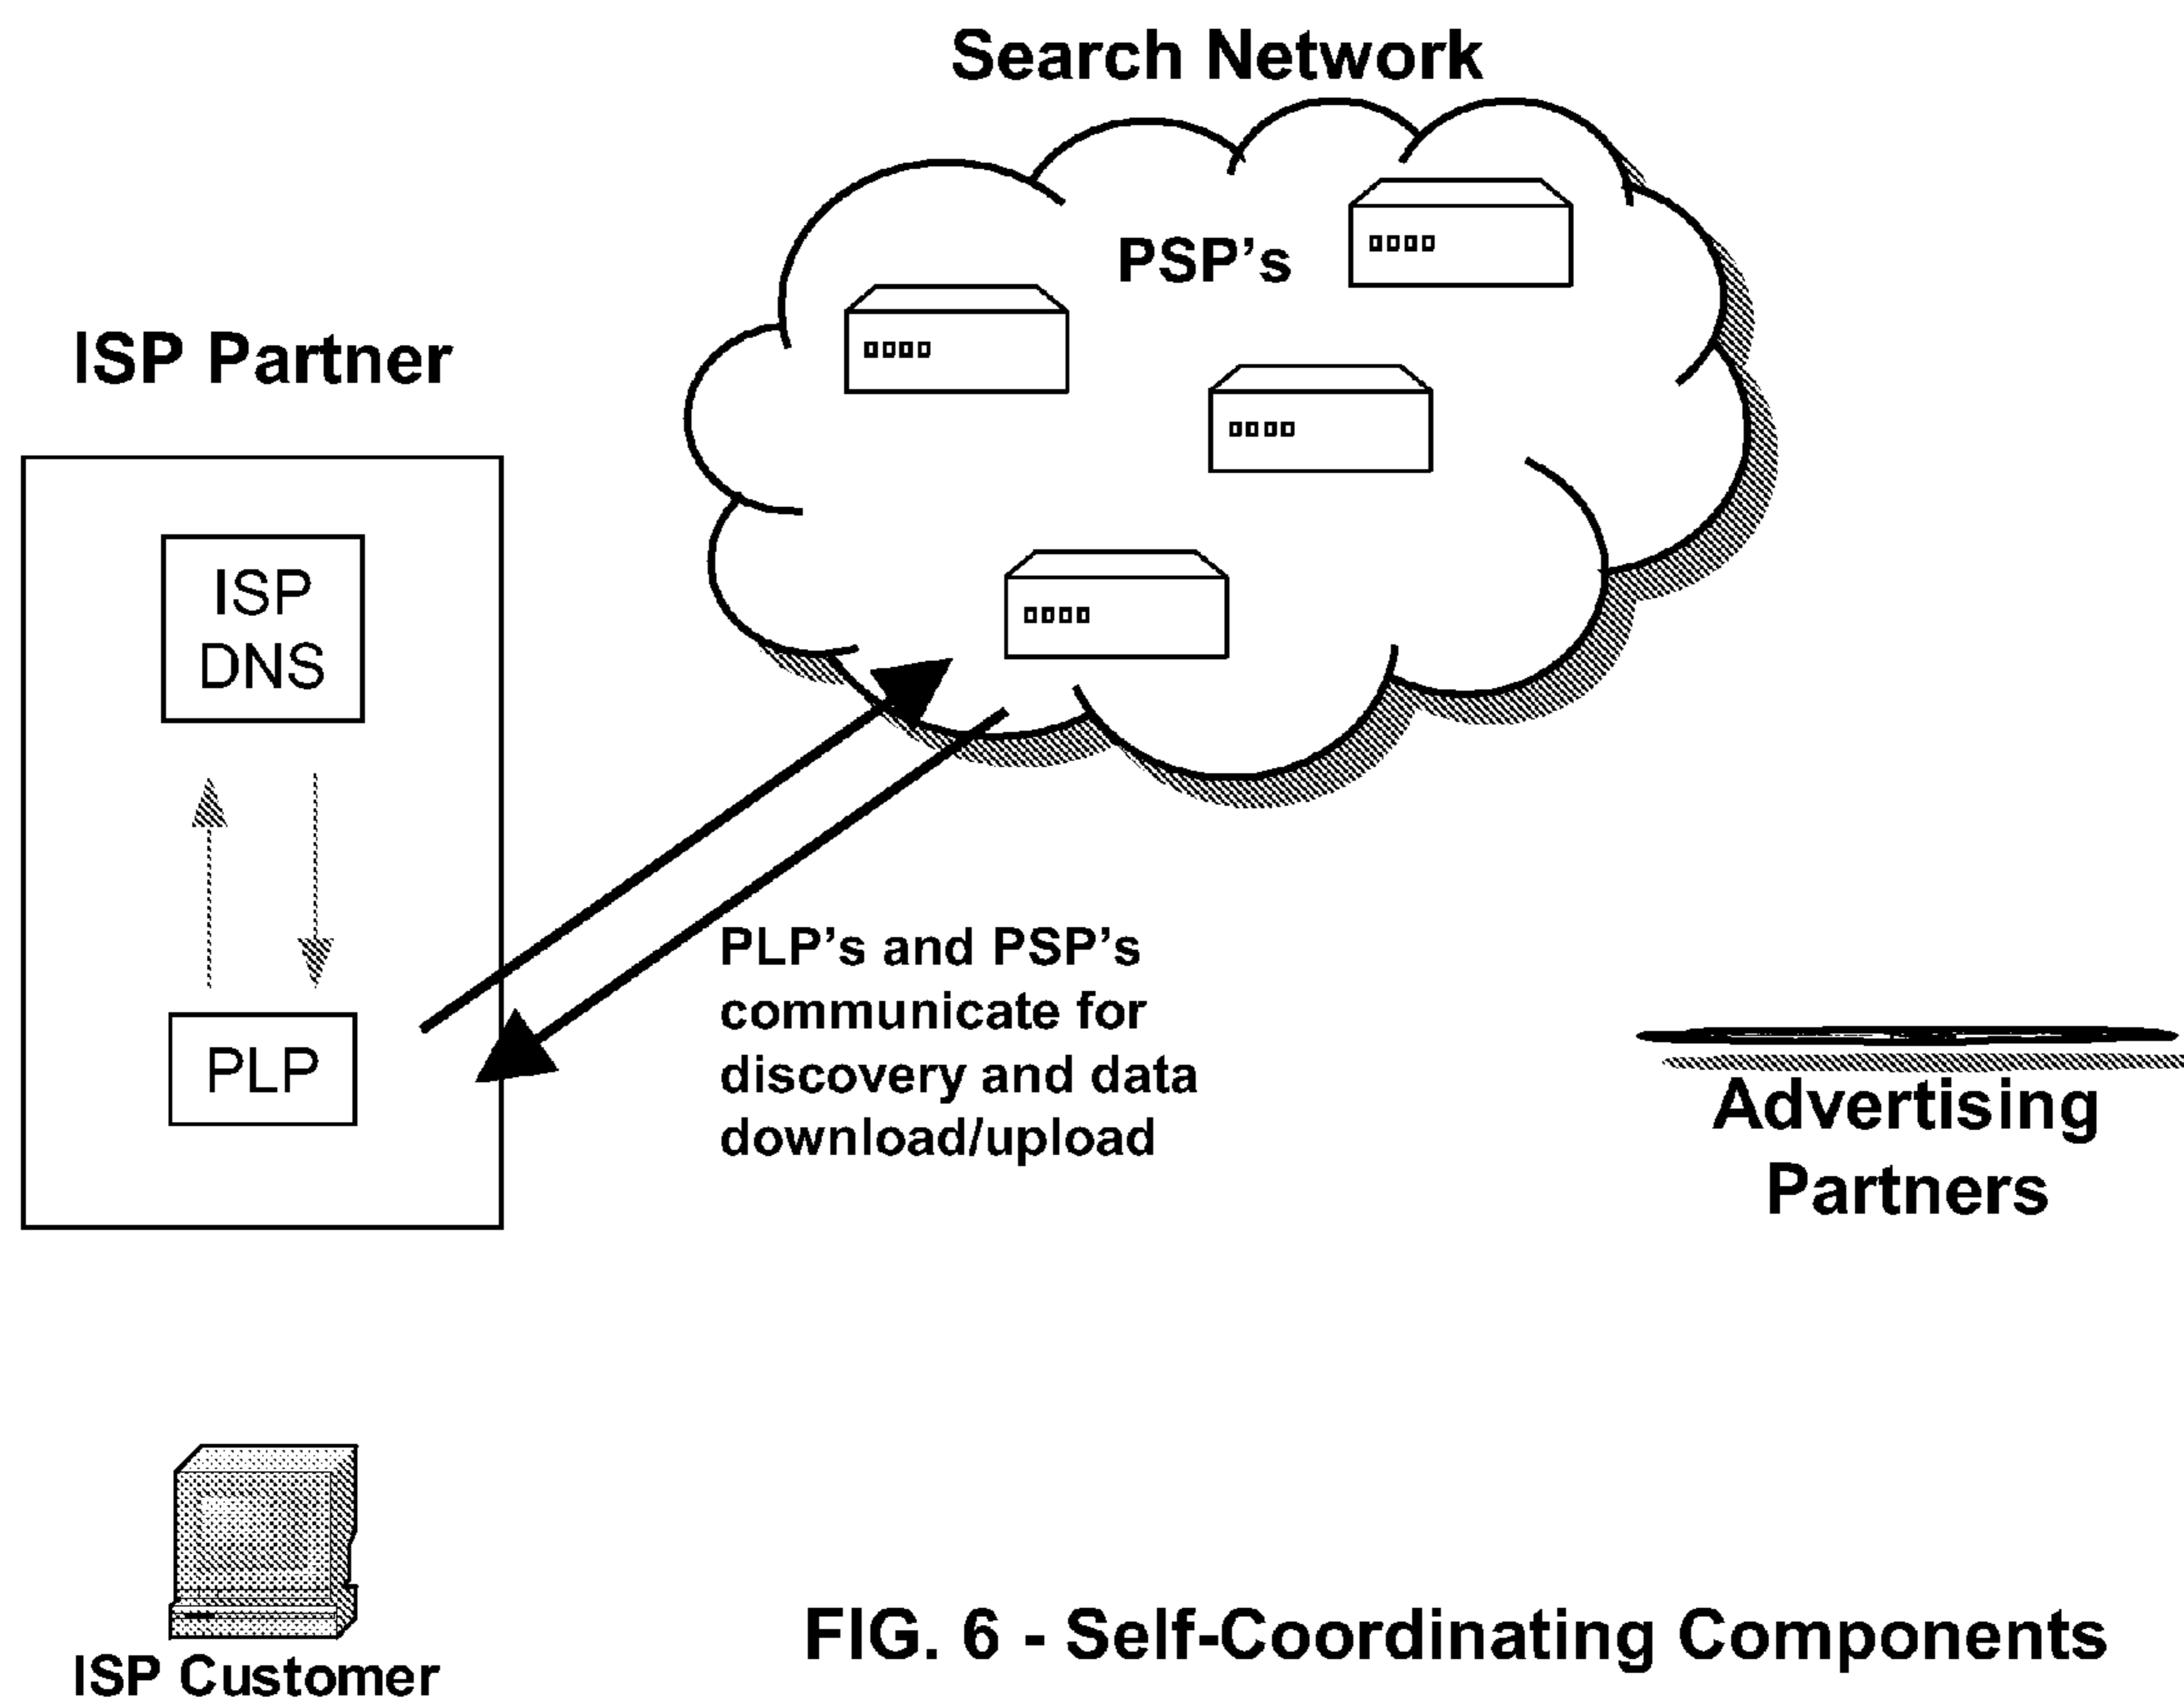 Search Network
PSP's
ISP Partner
ISP
DNS
PLP
PLP's and PSP's
communicate for
discovery and data
download/upload
Advertising
Partners
ISP Customer
FIG. 6 - Self-Coordinating Components